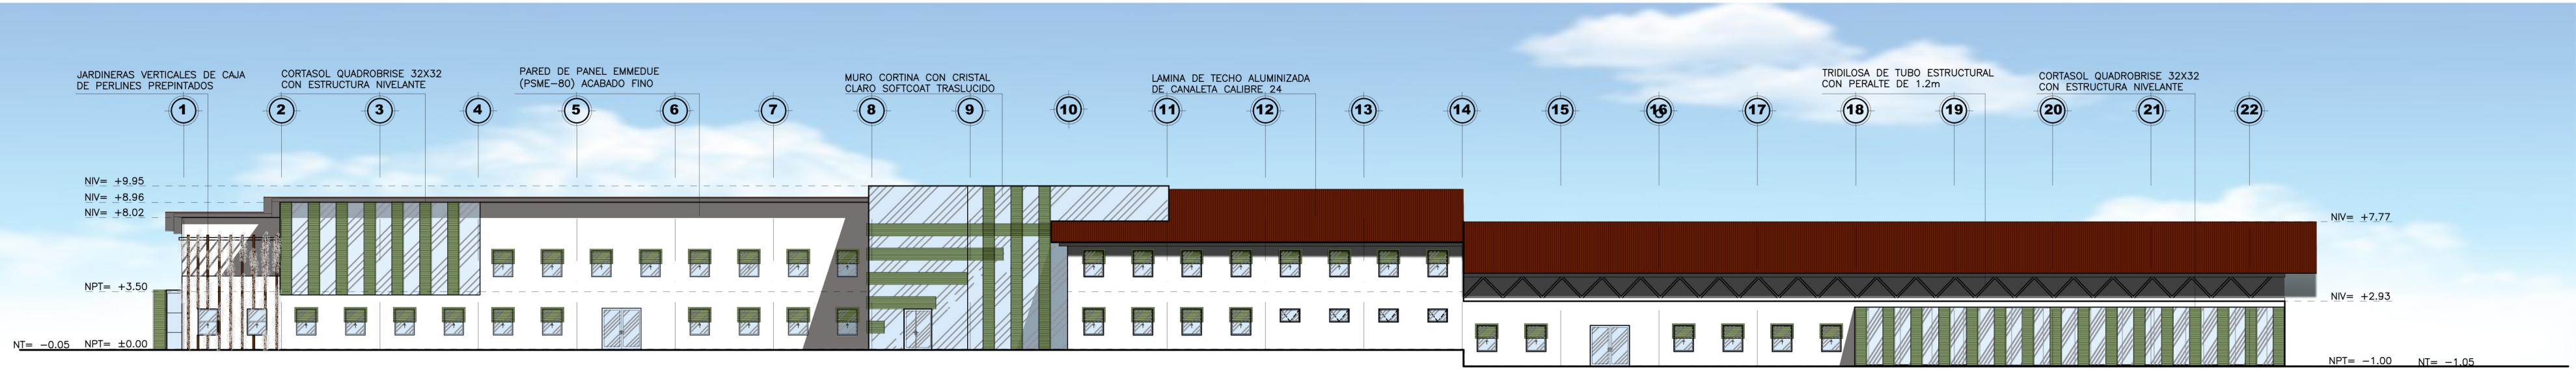 JARDINERAS VERTICALES DE CAJA
DE PERLINES PREPINTADOS
CORTASOL QUADROBRISE 32X32
CON ESTRUCTURA NIVELANTE
PARED DE PANEL EMMEDUE
(PSME-80) ACABADO FINO
MURO CORTINA CON CRISTAL
CLARO SOFTCOAT TRASLUCIDO
LAMINA DE TECHO ALUMINIZADA
DE CANALETA CALIBRE 24
TRIDILOSA DE TUBO ESTRUCTURAL
CON PERALTE DE 1.2m
CORTASOL QUADROBRISE 32X32
CON ESTRUCTURA NIVELANTE
1 2 3 4 5 6 7 8 9 10 11 12 13 14 15 16 17 18 19 20 21 22
NIV= +9.95
NIV= +8.96
NIV= +8.02
NIV= +7.77
NPT= +3.50
NIV= +2.93
NT= -0.05 NPT= ±0.00
NPT= -1.00 NT= -1.05